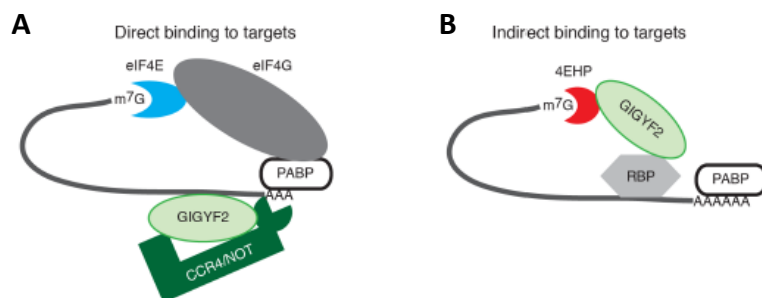 A
Direct binding to targets
eIF4E
eIF4G
m⁷G
PABP
AAA
GIGYF2
CCR4/NOT
B
Indirect binding to targets
4EHP
m⁷G
GIGYF2
RBP
PABP
AAAAAA